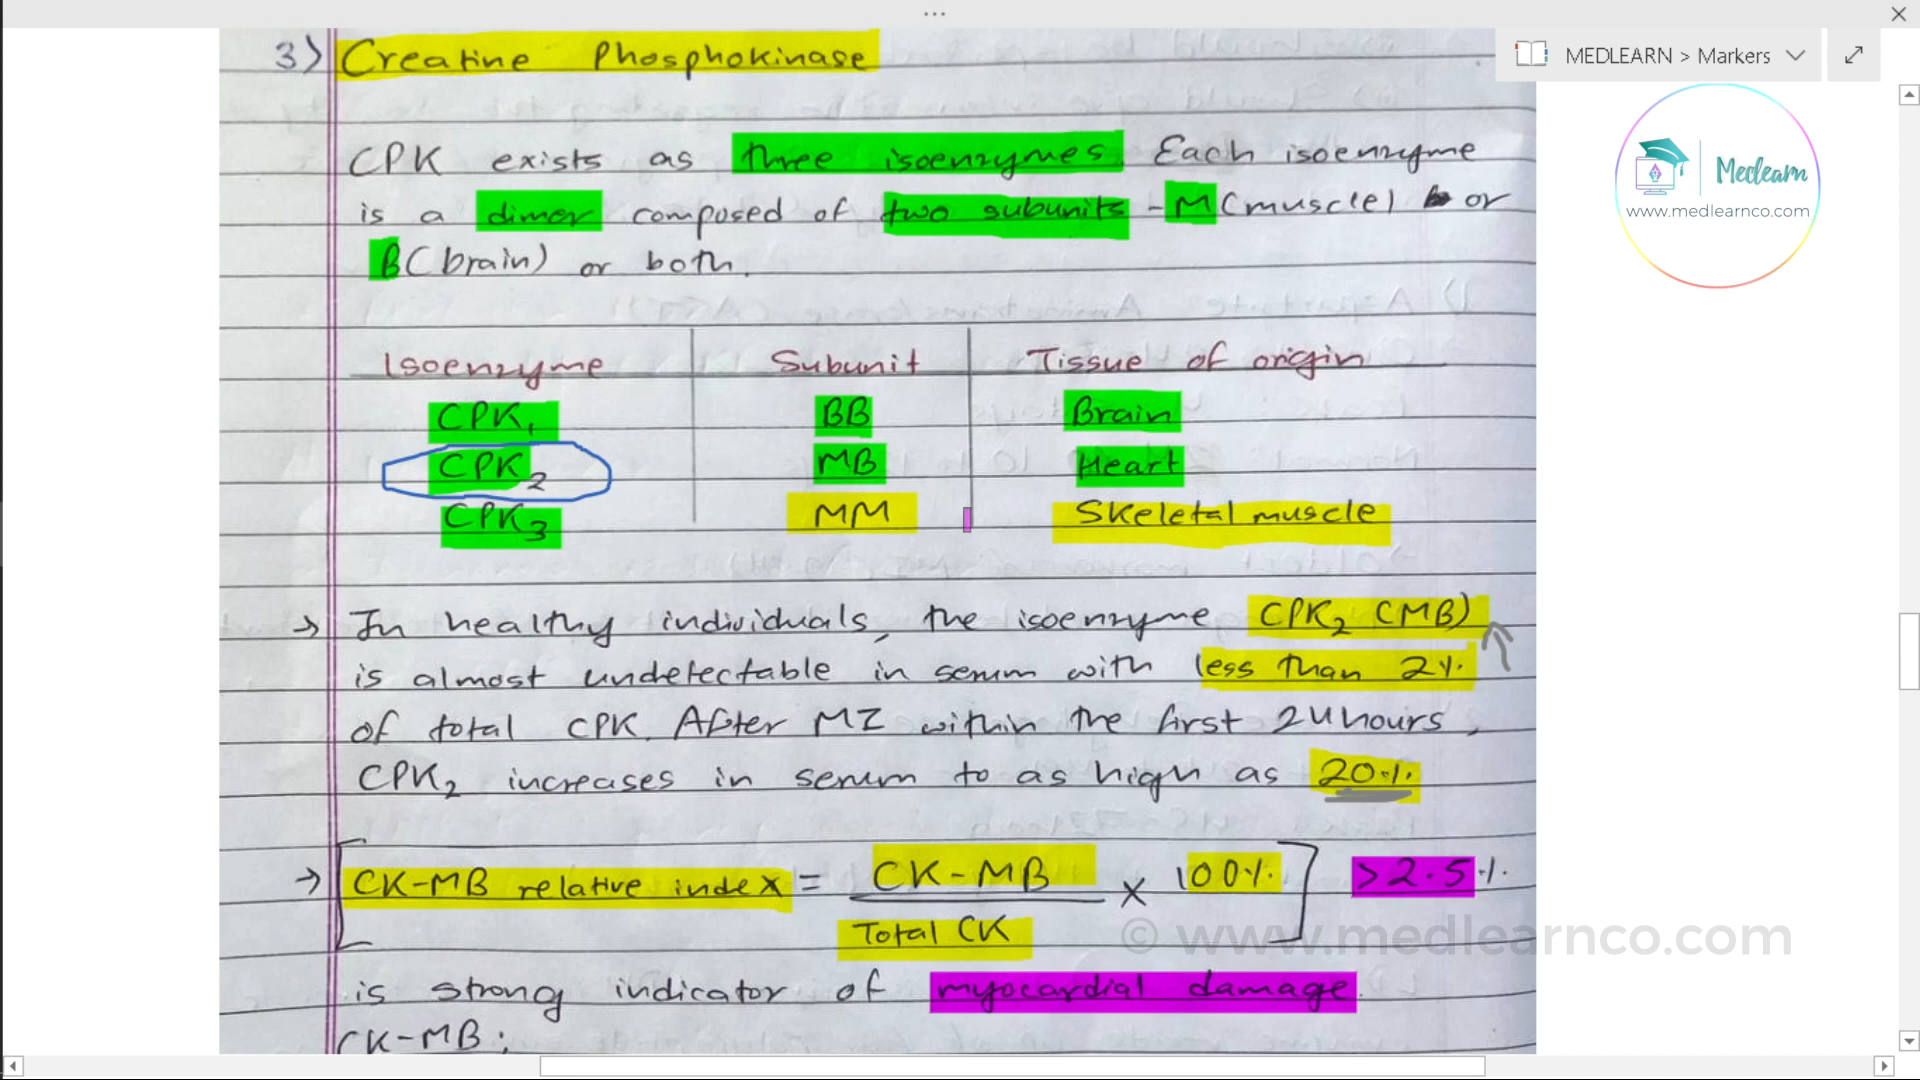 ...
MEDLEARN > Markers
Medlearn
www.medlearnco.com
3) Creatine Phosphokinase
CPK exists as three isoenzymes. Each isoenzyme
is a dimer composed of two subunits - M(muscle) or
B(brain) or both.
Isoenzyme Subunit Tissue of origin
CPK1 BB Brain
CPK2 MB Heart
CPK3 MM Skeletal muscle
→ In healthy individuals, the isoenzyme CPK2 (MB)
is almost undetectable in serum with less than 2%
of total CPK. After MI within the first 24 hours,
CPK2 increases in serum to as high as 20%.
→ [CK-MB relative index = CK-MB / Total CK × 100%] >2.5%
© www.medlearnco.com
is strong indicator of myocardial damage.
CK-MB: